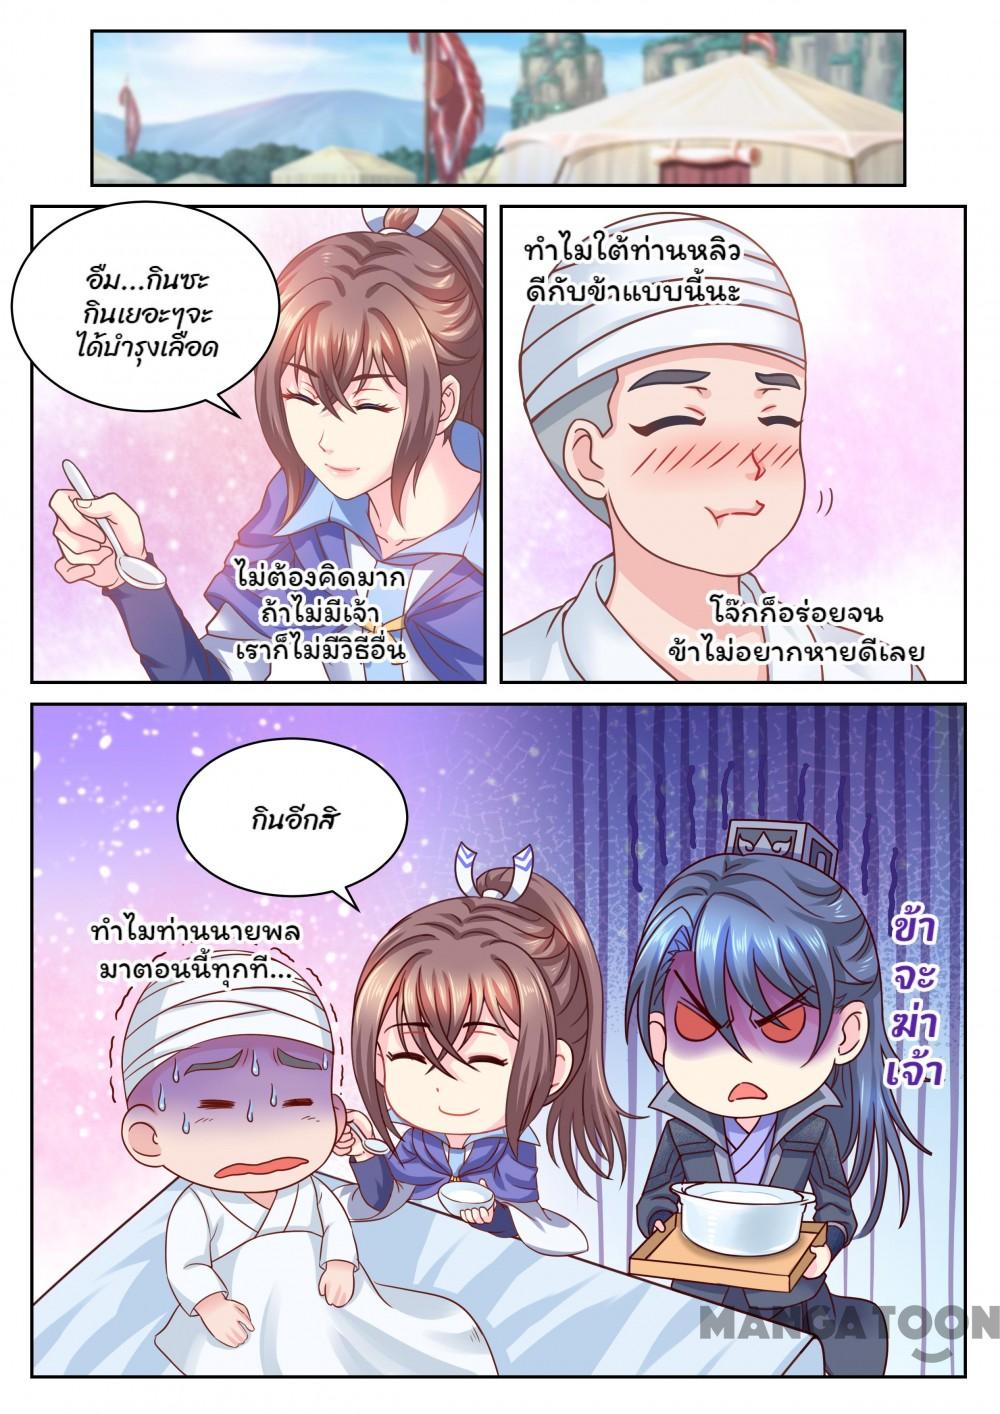 อืม...กินซะ
กินเยอะๆจะ
ได้บำรุงเลือด
ไม่ต้องคิดมาก
ถ้าไม่มีเจ้า
เราก็ไม่มีวิธีอื่น
ทำไมใต้ท่านหลิว
ดีกับข้าแบบนี้นะ
โจ๊กก็อร่อยจน
ข้าไม่อยากหายดีเลย
กินอีกสิ
ทำไมท่านนายพล
มาตอนนี้ทุกที...
ข้า
จะ
ฆ่า
เจ้า
MANGATOON